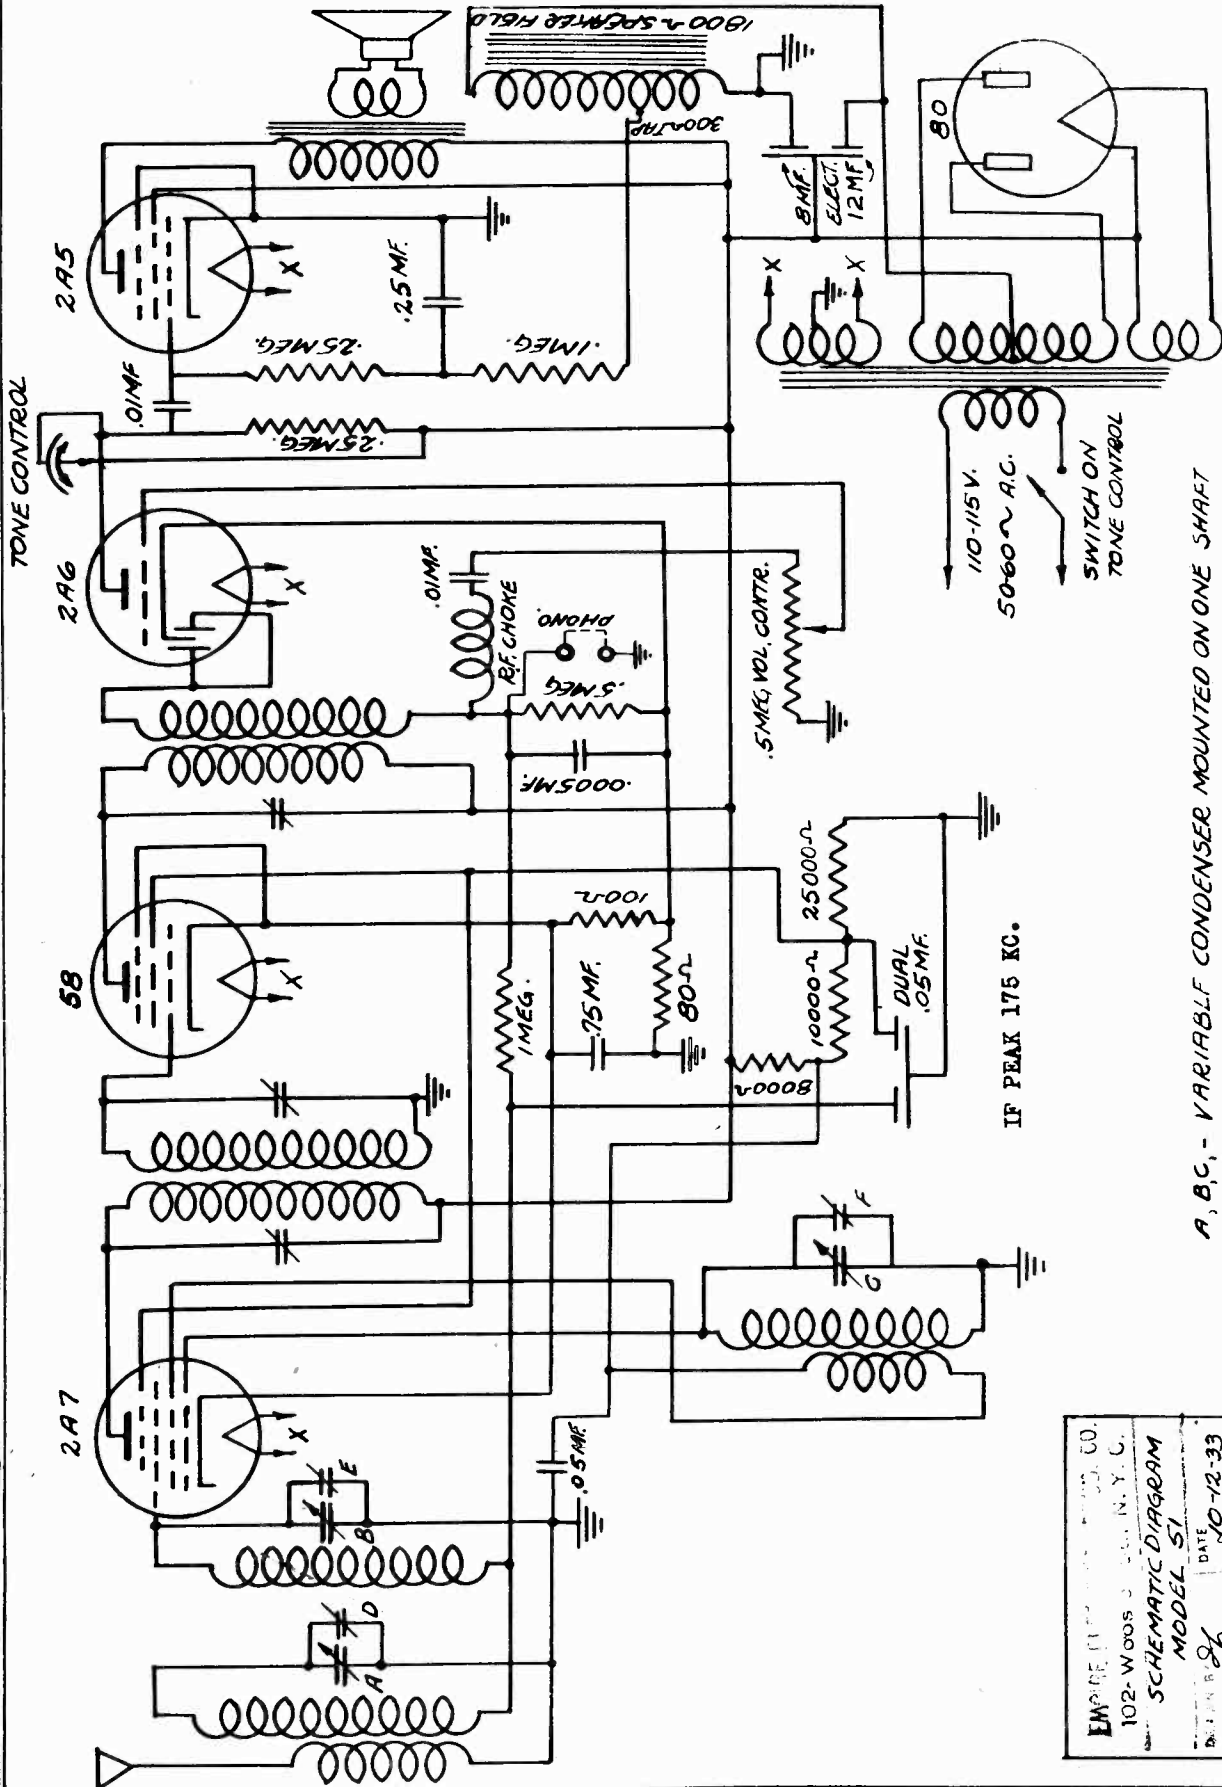 TONE CONTROL
2A7
58
2A6
2A5
.01MF
.25MEG.
.25MEG.
.25MF.
.1MEG.
300Ω TAP
1800Ω SPEAKER FIELD
X
X
X
X
E
B
D
A
.05MF.
F
C
1MEG.
.75MF.
100Ω
80Ω
.0005MF.
.5MEG
PHONO.
R.F. CHOKE
.01MF.
.5MEG. VOL. CONTR.
8000Ω
10000Ω
25000Ω
DUAL
.05MF.
8MF.
ELECT.
12MF.
X
X
80
110-115V.
50-60~ A.C.
SWITCH ON
TONE CONTROL
IF PEAK 175 KC.
A, B, C, - VARIABLE CONDENSER MOUNTED ON ONE SHAFT
CO.
102- N.Y.C.
SCHEMATIC DIAGRAM
MODEL 51
DATE
10-12-33